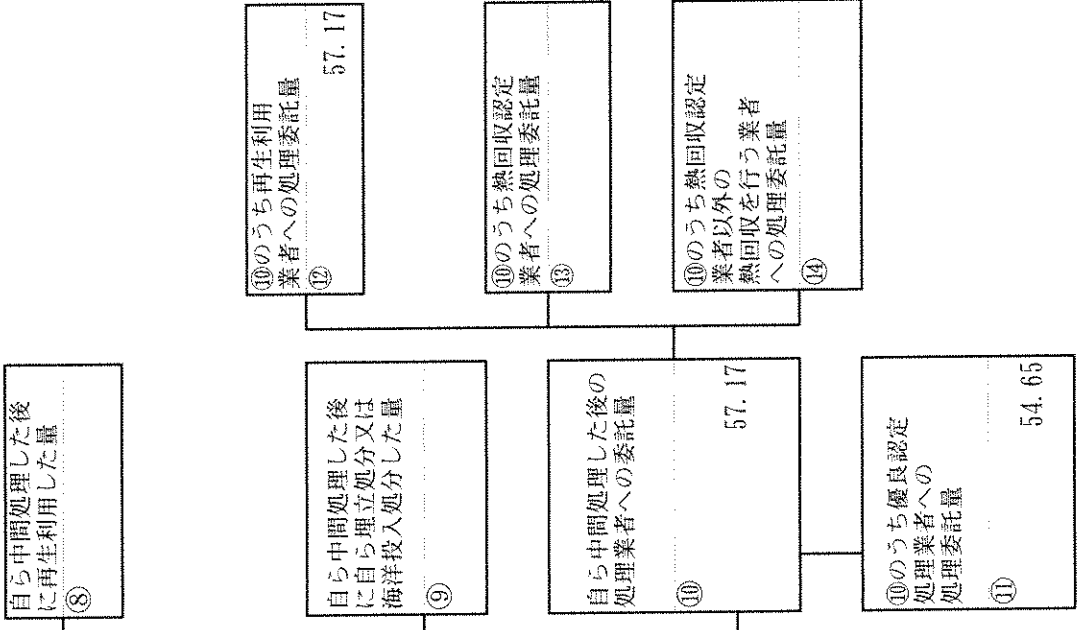 自ら中間処理した後
に再生利用した量
⑧
自ら中間処理した後
に自ら埋立処分又は
海洋投入処分した量
⑨
自ら中間処理した後の
処理業者への委託量
⑩
57.17
⑩のうち優良認定
処理業者への
処理委託量
⑪
54.65
⑩のうち再生利用
業者への処理委託量
⑫
57.17
⑩のうち熱回収認定
業者への処理委託量
⑬
⑩のうち熱回収認定
業者以外の
熱回収を行う業者
への処理委託量
⑭